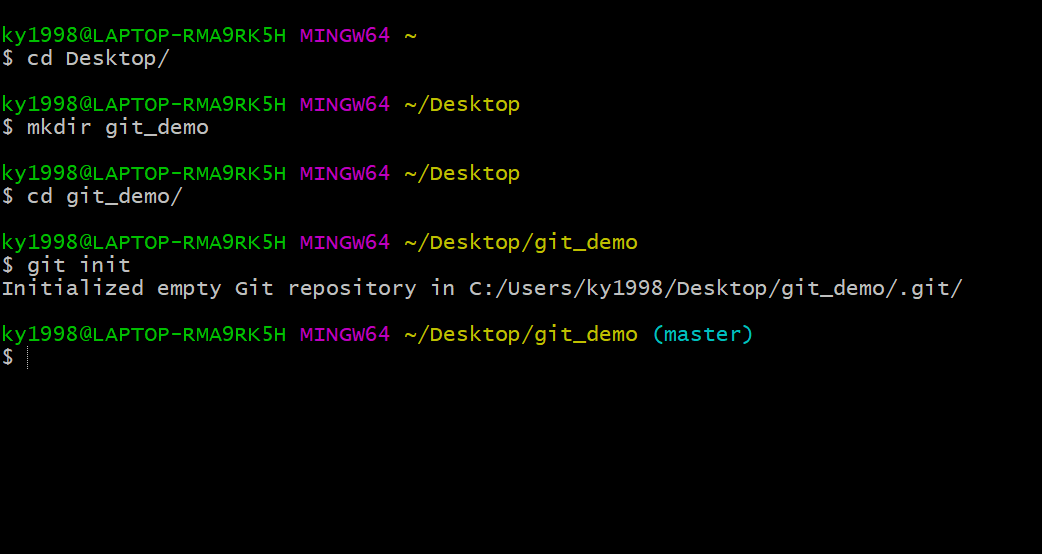 ky1998@LAPTOP-RMA9RK5H MINGW64 ~
$ cd Desktop/
ky1998@LAPTOP-RMA9RK5H MINGW64 ~/Desktop
$ mkdir git_demo
ky1998@LAPTOP-RMA9RK5H MINGW64 ~/Desktop
$ cd git_demo/
ky1998@LAPTOP-RMA9RK5H MINGW64 ~/Desktop/git_demo
$ git init
Initialized empty Git repository in C:/Users/ky1998/Desktop/git_demo/.git/
ky1998@LAPTOP-RMA9RK5H MINGW64 ~/Desktop/git_demo (master)
$